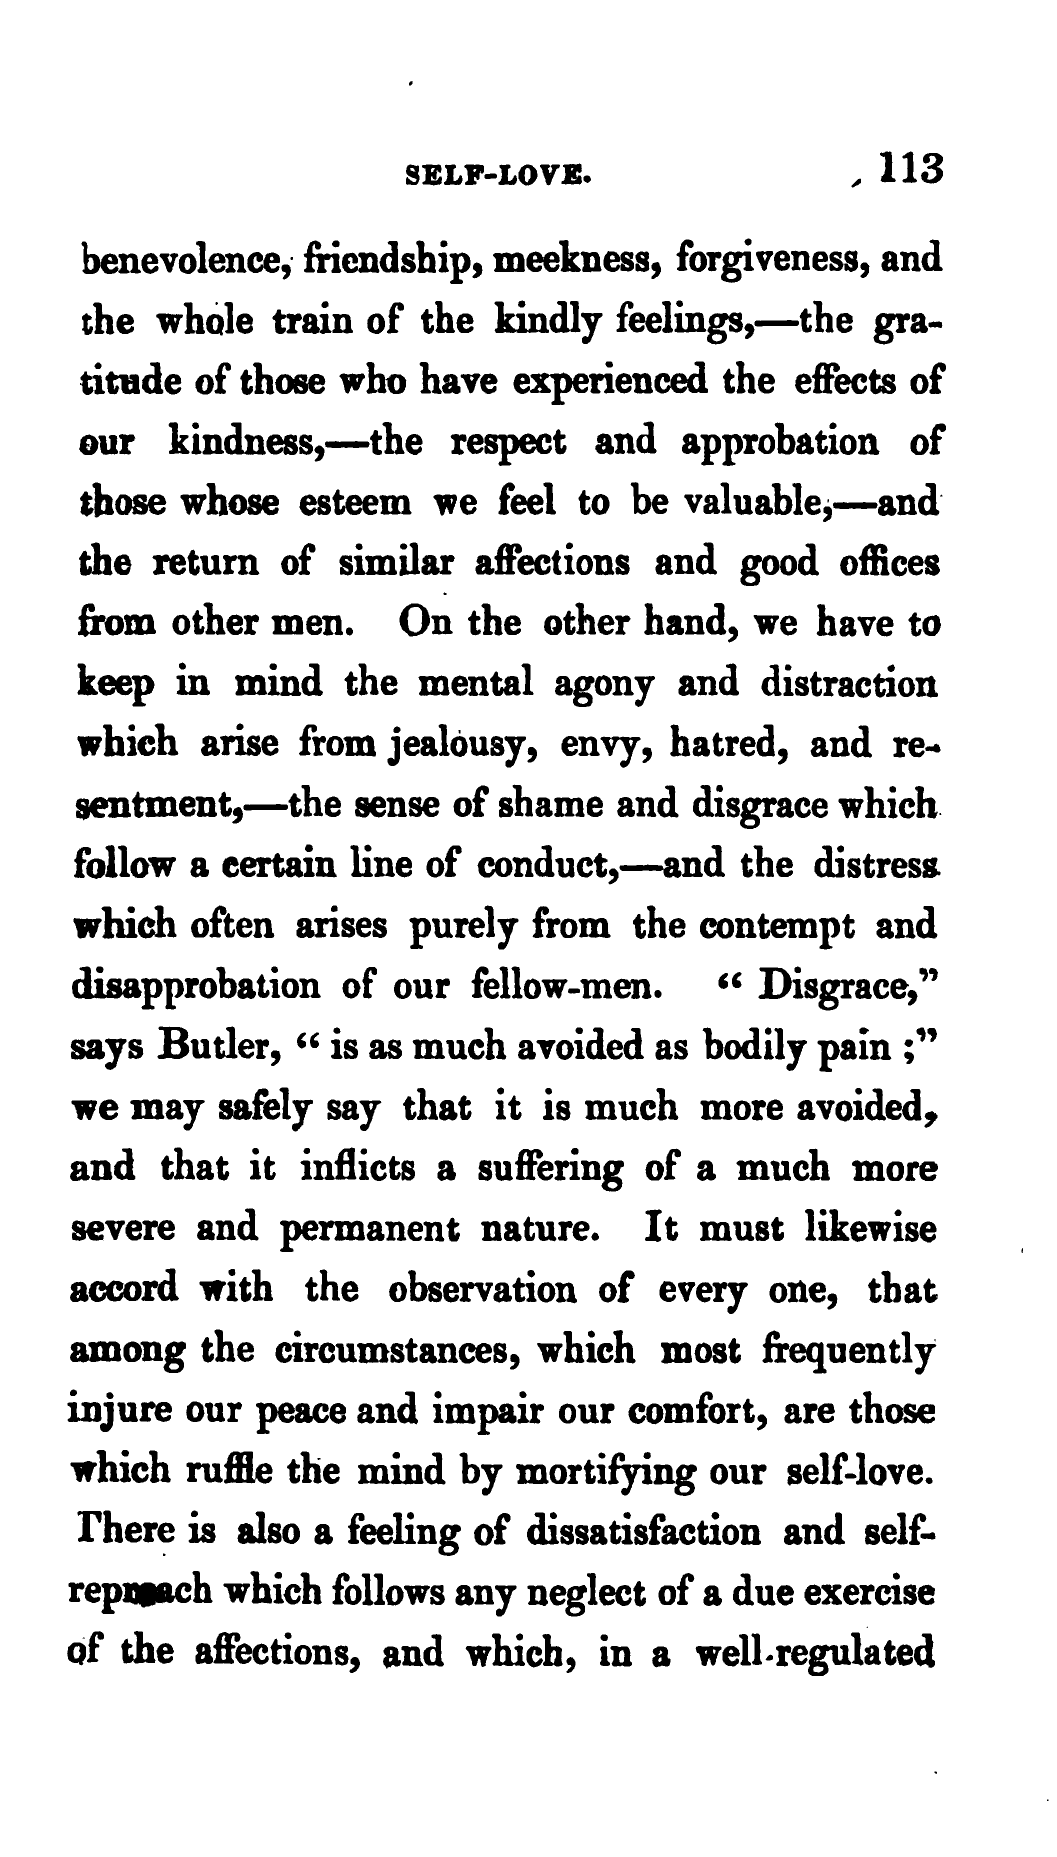 SELF-LOVE. 113
benevolence, friendship, meekness, forgiveness, and
the whole train of the kindly feelings,—the gra-
titude of those who have experienced the effects of
our kindness,—the respect and approbation of
those whose esteem we feel to be valuable,—and
the return of similar affections and good offices
from other men. On the other hand, we have to
keep in mind the mental agony and distraction
which arise from jealousy, envy, hatred, and re-
sentment,—the sense of shame and disgrace which
follow a certain line of conduct,—and the distress
which often arises purely from the contempt and
disapprobation of our fellow-men. “ Disgrace,”
says Butler, “ is as much avoided as bodily pain ;”
we may safely say that it is much more avoided,
and that it inflicts a suffering of a much more
severe and permanent nature. It must likewise
accord with the observation of every one, that
among the circumstances, which most frequently
injure our peace and impair our comfort, are those
which ruffle the mind by mortifying our self-love.
There is also a feeling of dissatisfaction and self-
reproach which follows any neglect of a due exercise
of the affections, and which, in a well-regulated